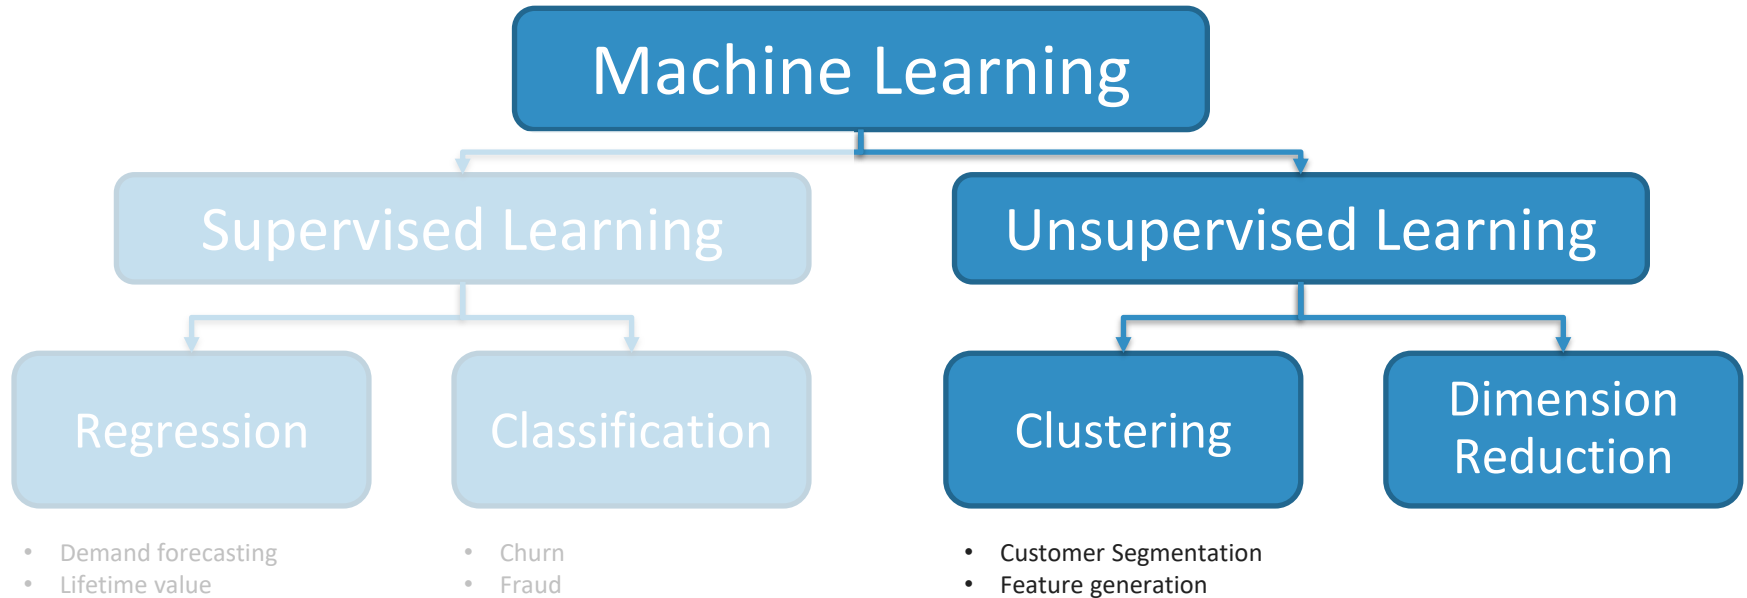 Machine Learning
Supervised Learning
Unsupervised Learning
Regression
Classification
Clustering
Dimension
Reduction
• Demand forecasting
• Lifetime value
• Churn
• Fraud
• Customer Segmentation
• Feature generation